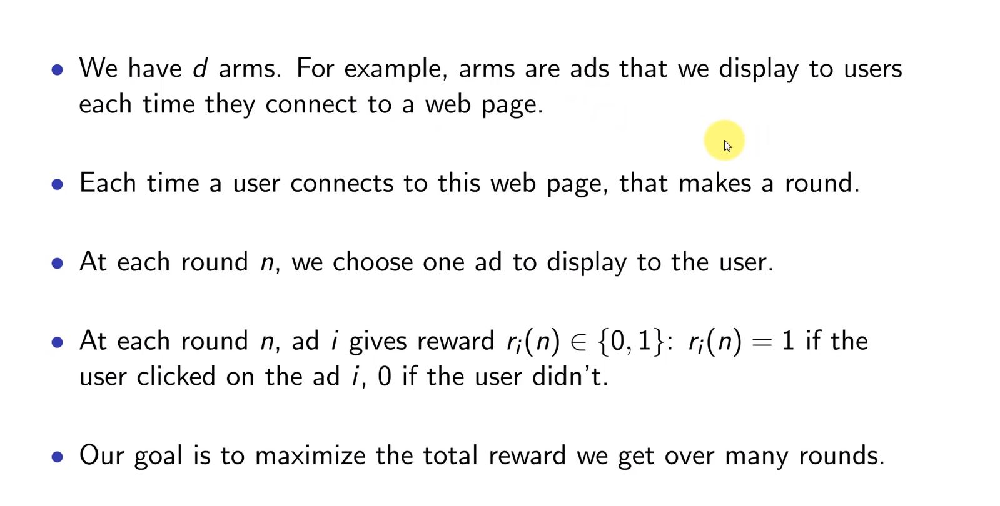 • We have d arms. For example, arms are ads that we display to users
each time they connect to a web page.
• Each time a user connects to this web page, that makes a round.
• At each round n, we choose one ad to display to the user.
• At each round n, ad i gives reward rᵢ(n) ∈ {0, 1}: rᵢ(n) = 1 if the
user clicked on the ad i, 0 if the user didn't.
• Our goal is to maximize the total reward we get over many rounds.